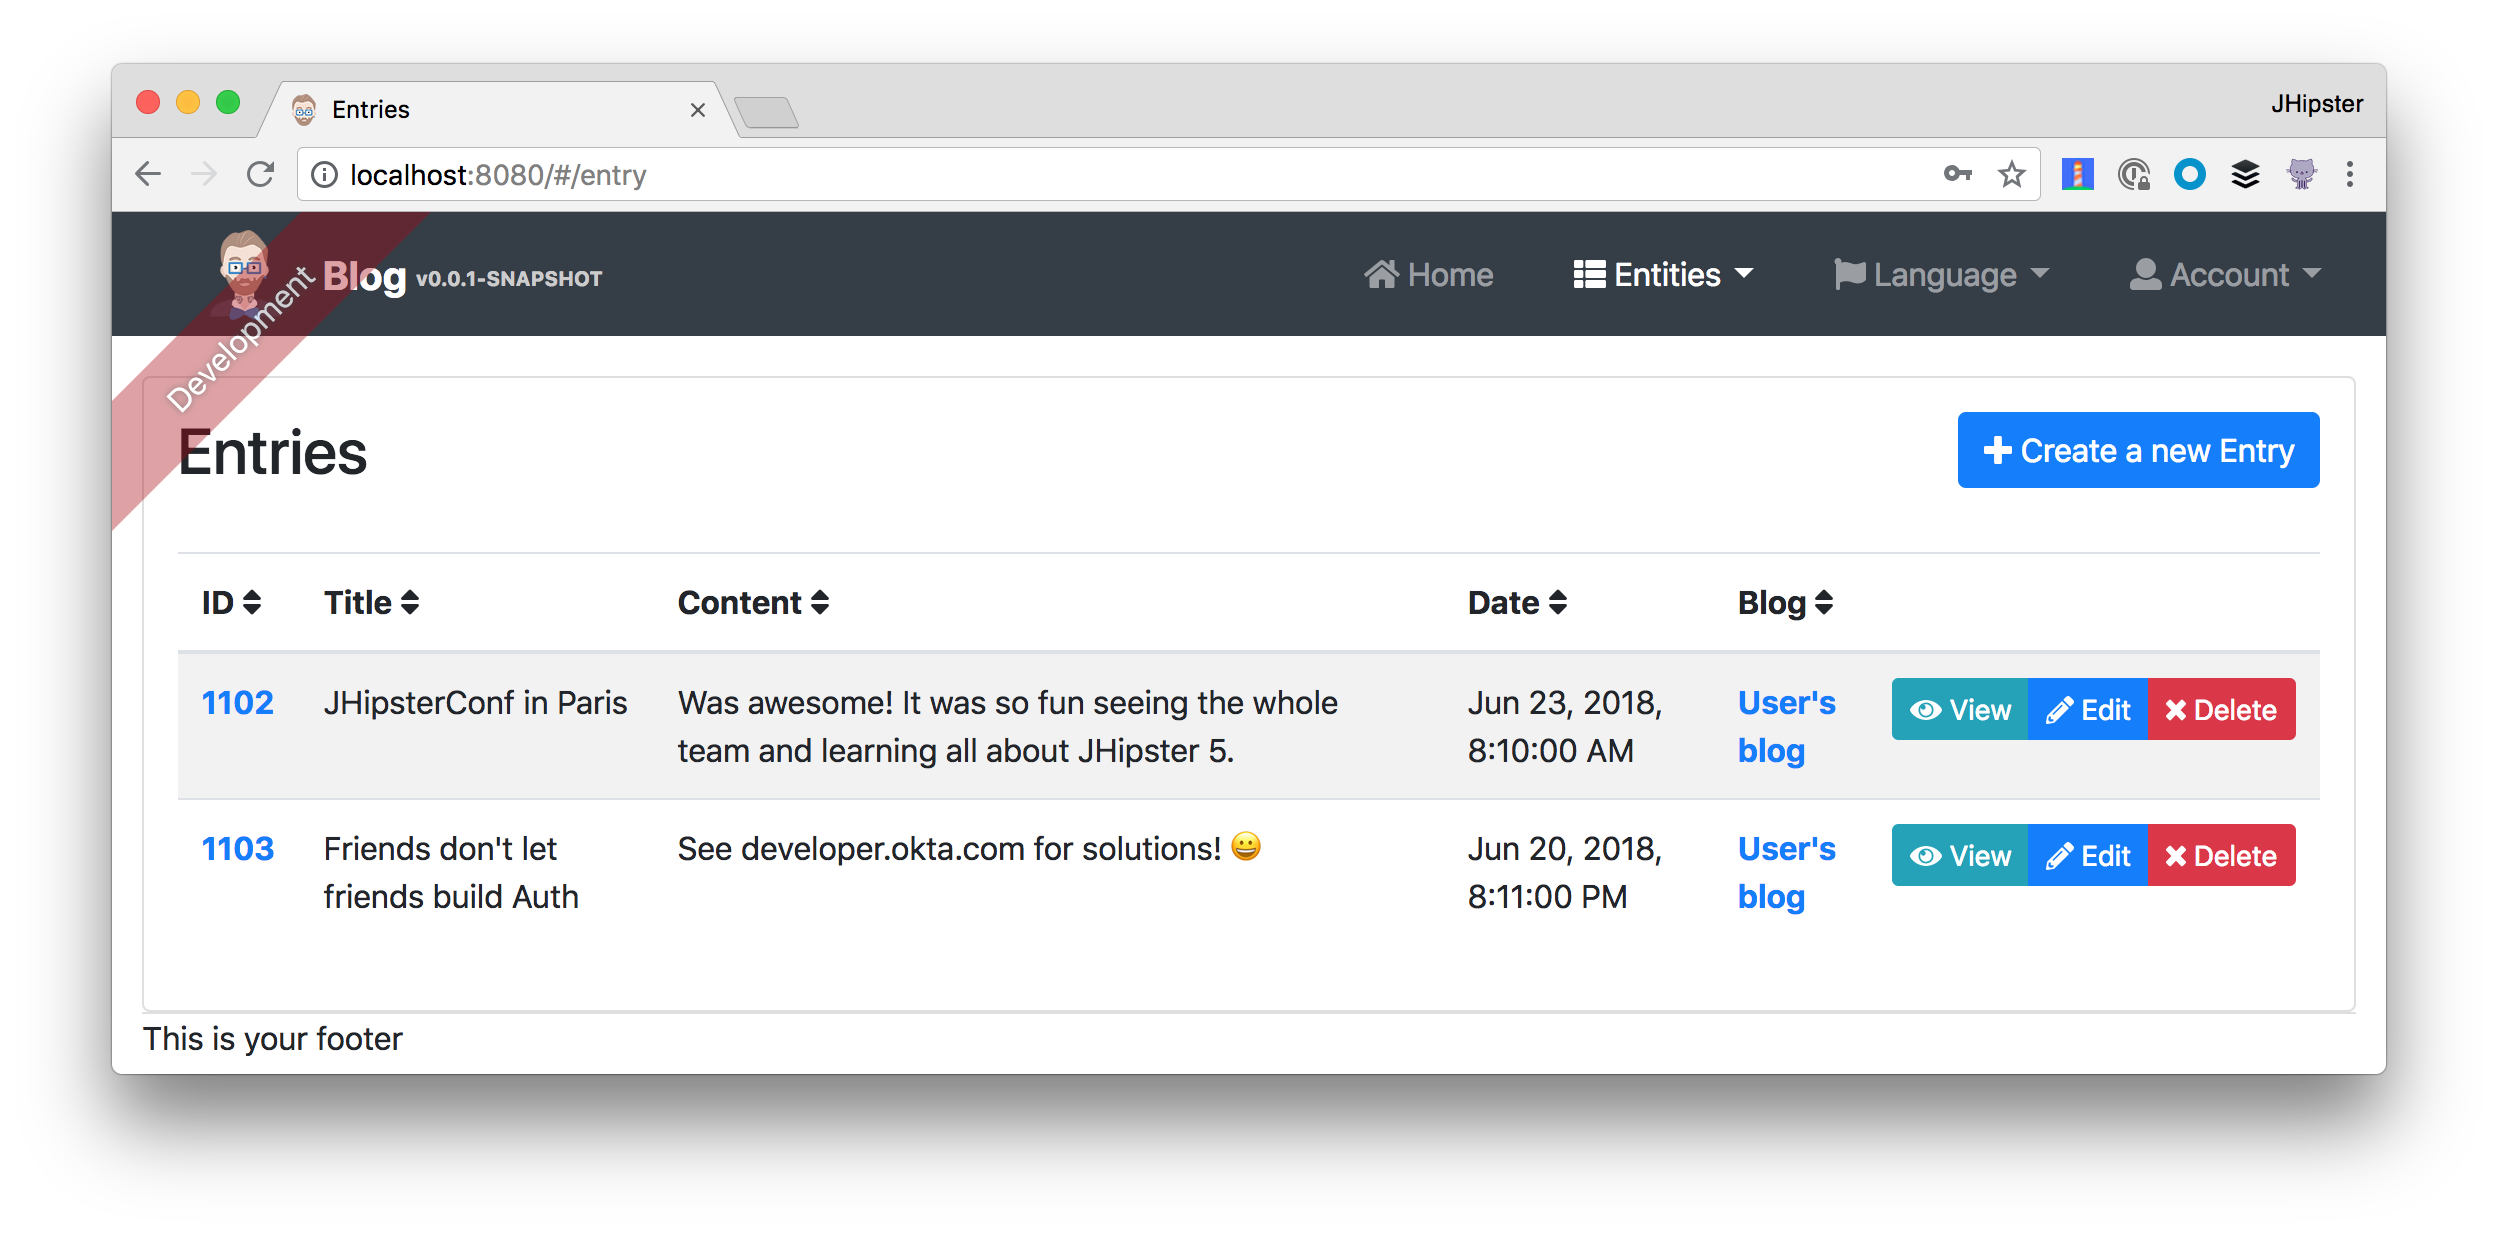 Entries
JHipster
localhost:8080/#/entry
Development
Blog v0.0.1-SNAPSHOT
Home
Entities
Language
Account
Entries
Create a new Entry
ID Title Content Date Blog
1102 JHipsterConf in Paris Was awesome! It was so fun seeing the whole Jun 23, 2018, User's View Edit Delete
team and learning all about JHipster 5. 8:10:00 AM blog
1103 Friends don't let See developer.okta.com for solutions! 😀 Jun 20, 2018, User's View Edit Delete
friends build Auth 8:11:00 PM blog
This is your footer